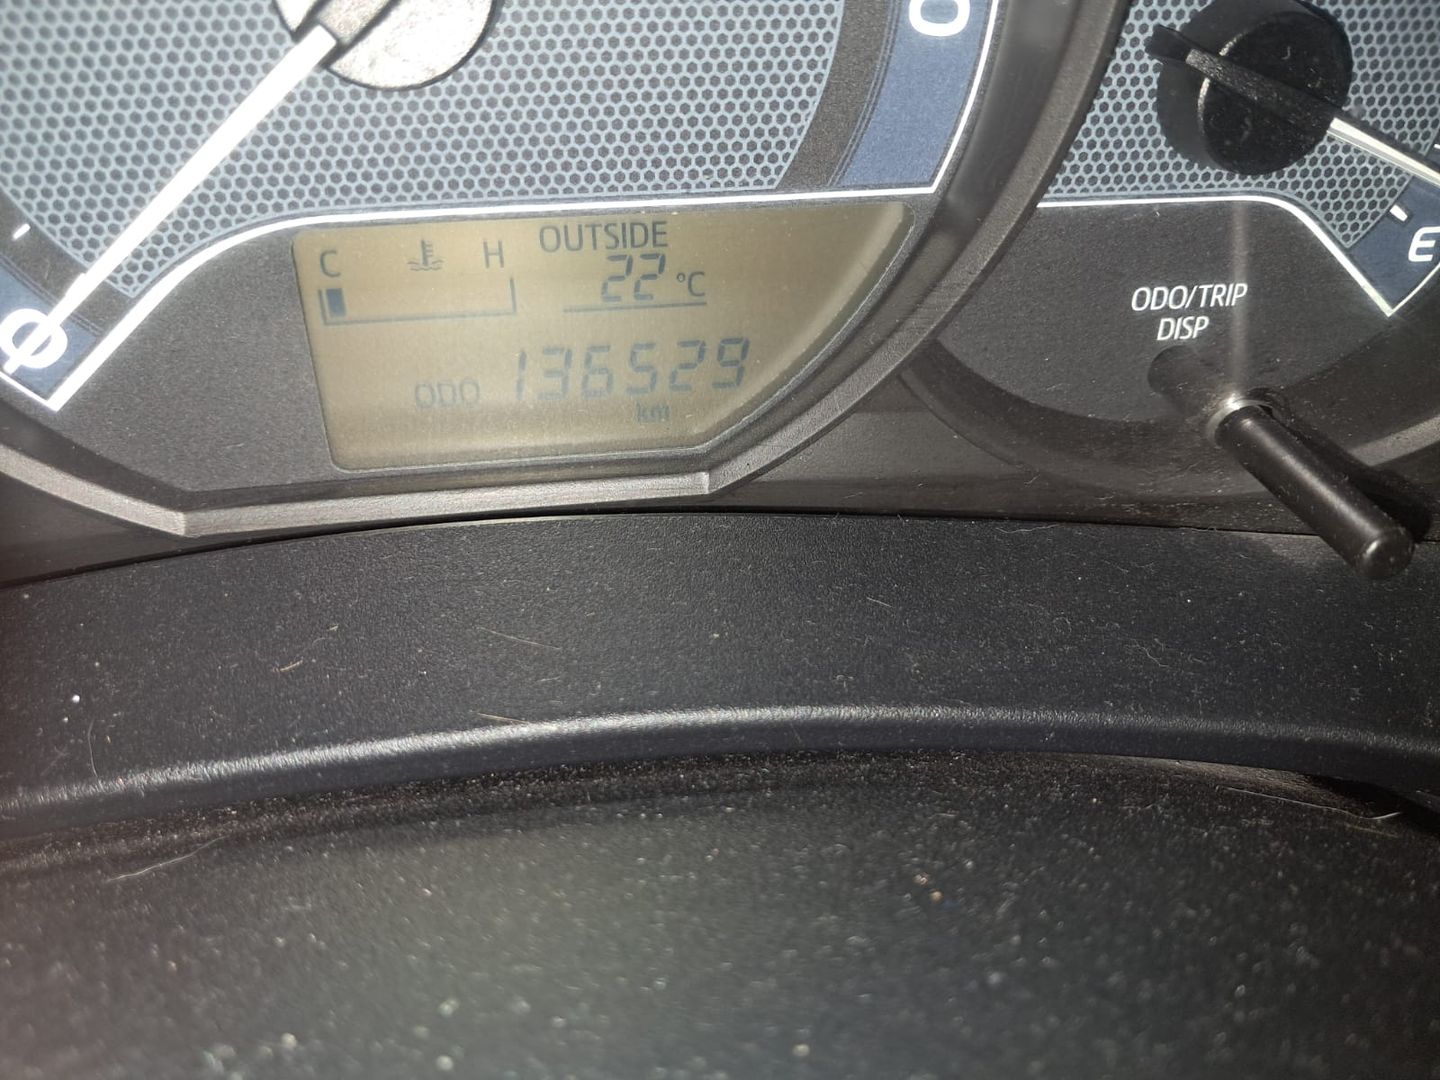 C H OUTSIDE
22 °C
ODO 136529
km
ODO/TRIP
DISP
E